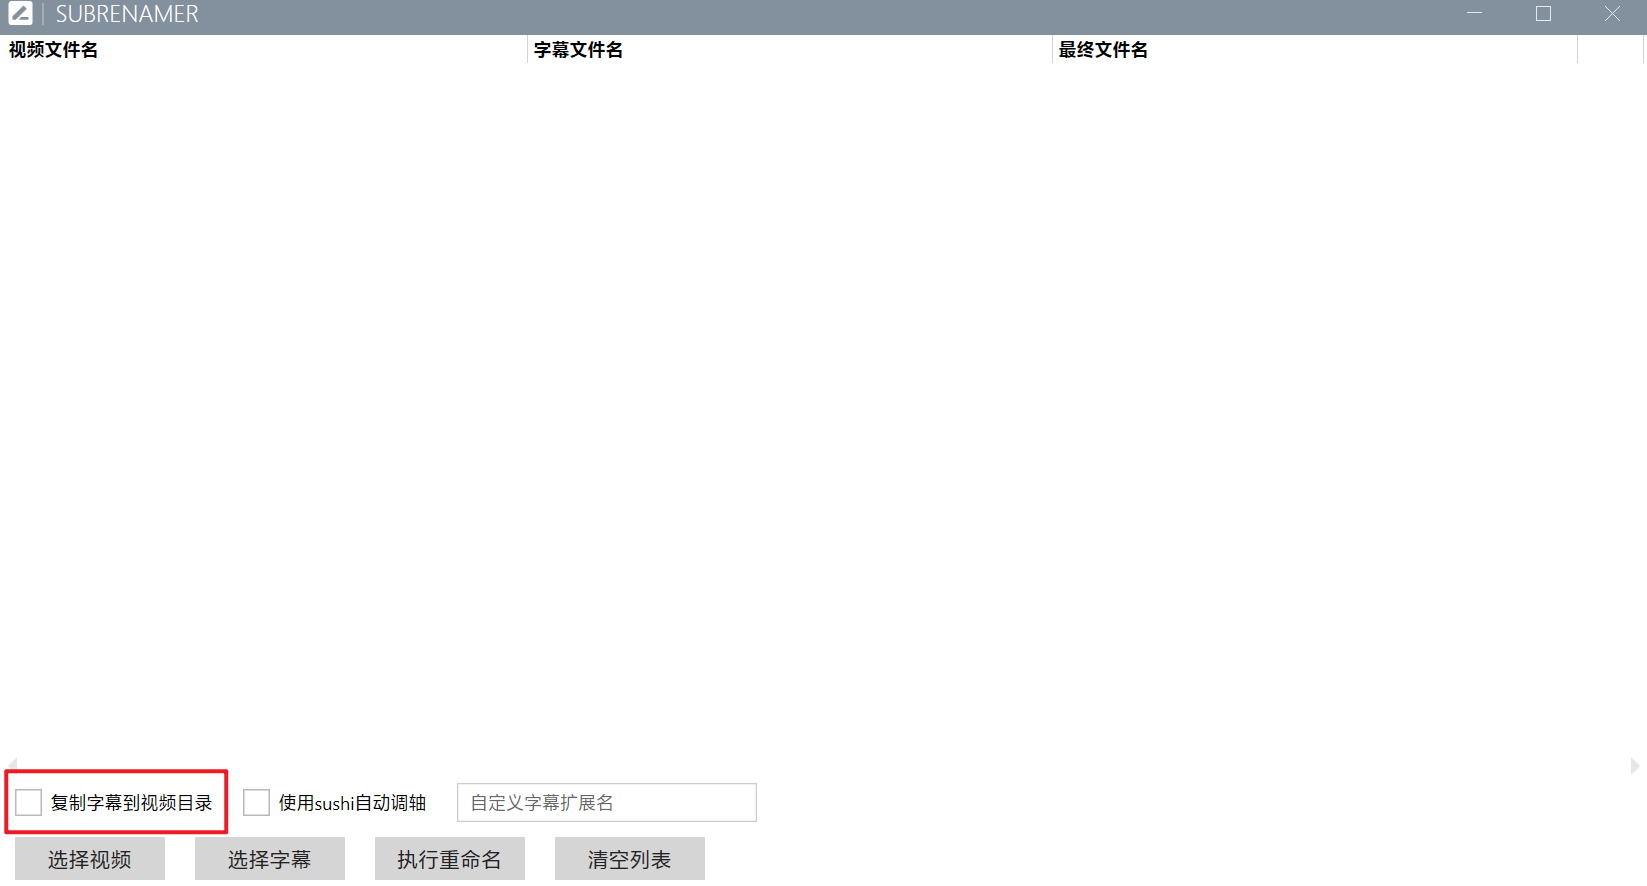 SUBRENAMER
视频文件名 字幕文件名 最终文件名
复制字幕到视频目录 使用sushi自动调轴 自定义字幕扩展名
选择视频 选择字幕 执行重命名 清空列表